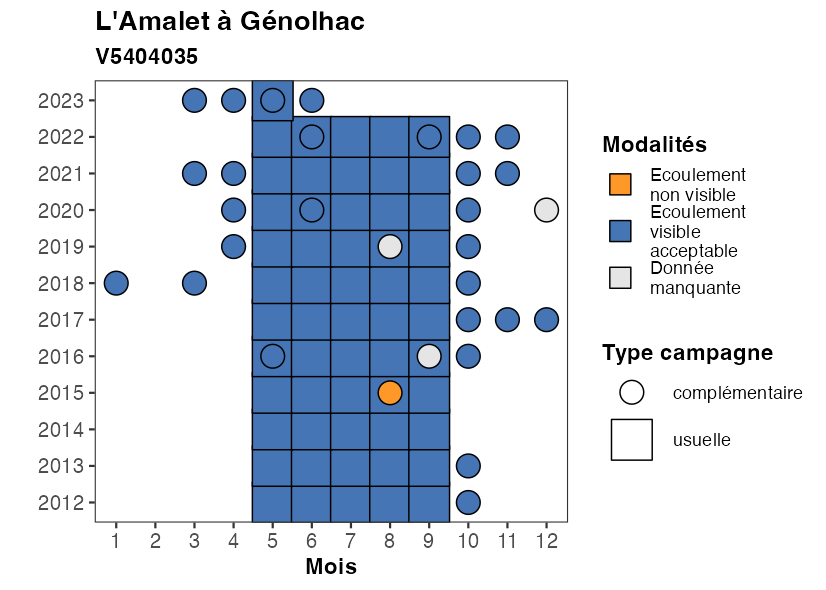 L'Amalet à Génolhac
V5404035
2023
2022
2021
2020
2019
2018
2017
2016
2015
2014
2013
2012
1 2 3 4 5 6 7 8 9 10 11 12
Mois
Modalités
Ecoulement
non visible
Ecoulement
visible
acceptable
Donnée
manquante
Type campagne
complémentaire
usuelle